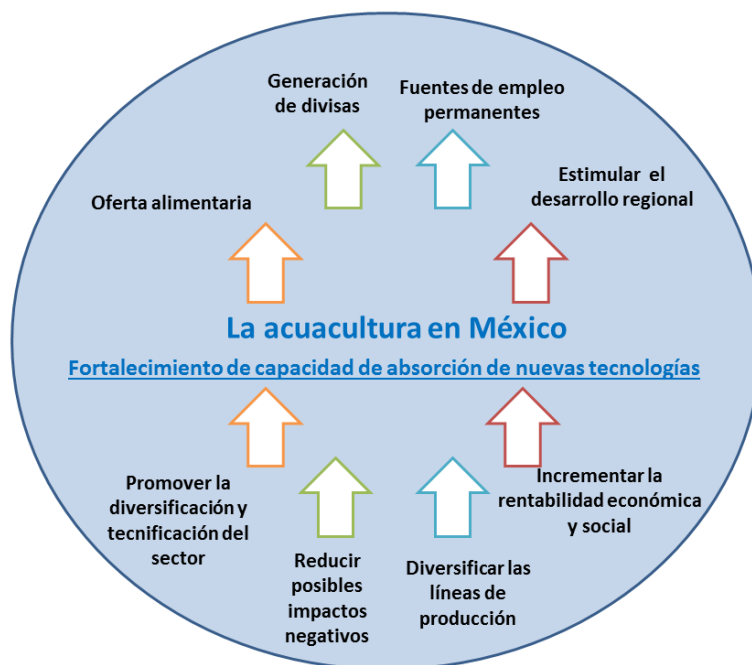 Generación
de divisas
Fuentes de empleo
permanentes
Oferta alimentaria
Estimular el
desarrollo regional
La acuacultura en México
Fortalecimiento de capacidad de absorción de nuevas tecnologías
Promover la
diversificación y
tecnificación del
sector
Reducir
posibles
impactos
negativos
Diversificar las
líneas de
producción
Incrementar la
rentabilidad económica
y social